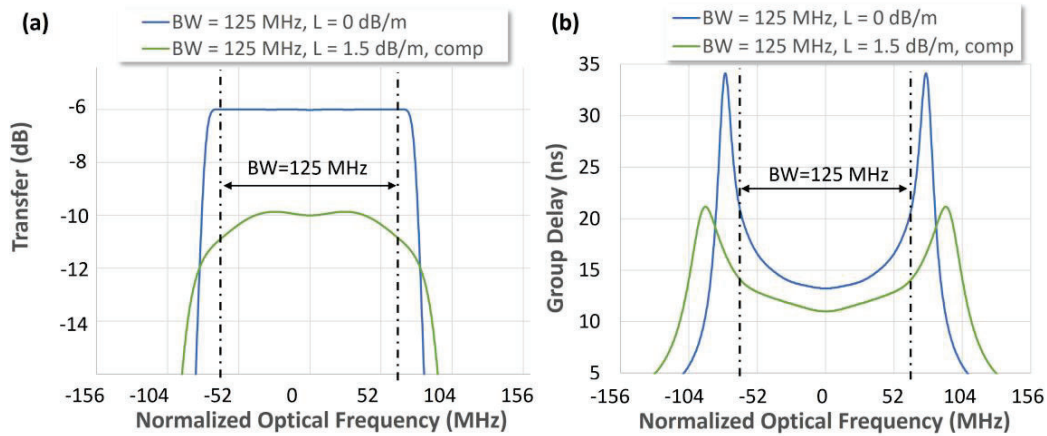 (a)
BW = 125 MHz, L = 0 dB/m
BW = 125 MHz, L = 1.5 dB/m, comp
-6
-8
-10
-12
-14
Transfer (dB)
BW=125 MHz
-156 -104 -52 0 52 104 156
Normalized Optical Frequency (MHz)
(b)
BW = 125 MHz, L = 0 dB/m
BW = 125 MHz, L = 1.5 dB/m, comp
35
30
25
20
15
10
5
Group Delay (ns)
BW=125 MHz
-156 -104 -52 0 52 104 156
Normalized Optical Frequency (MHz)